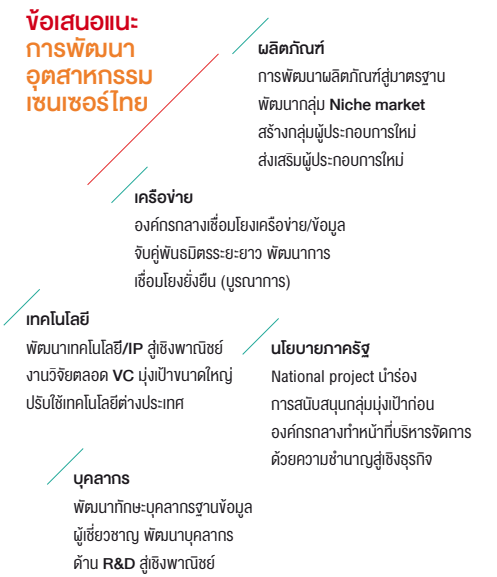 ข้อเสนอแนะ
การพัฒนา
อุตสาหกรรม
เซนเซอร์ไทย
ผลิตภัณฑ์
การพัฒนาผลิตภัณฑ์สู่มาตรฐาน
พัฒนากลุ่ม Niche market
สร้างกลุ่มผู้ประกอบการใหม่
ส่งเสริมผู้ประกอบการใหม่
เครือข่าย
องค์กรกลางเชื่อมโยงเครือข่าย/ข้อมูล
จับคู่พันธมิตรระยะยาว พัฒนาการ
เชื่อมโยงยั่งยืน (บูรณาการ)
เทคโนโลยี
พัฒนาเทคโนโลยี/IP สู่เชิงพาณิชย์
งานวิจัยตลอด VC มุ่งเป้าขนาดใหญ่
ปรับใช้เทคโนโลยีต่างประเทศ
นโยบายภาครัฐ
National project นำร่อง
การสนับสนุนกลุ่มมุ่งเป้าก่อน
องค์กรกลางทำหน้าที่บริหารจัดการ
ด้วยความชำนาญสู่เชิงธุรกิจ
บุคลากร
พัฒนาทักษะบุคลากรฐานข้อมูล
ผู้เชี่ยวชาญ พัฒนาบุคลากร
ด้าน R&D สู่เชิงพาณิชย์